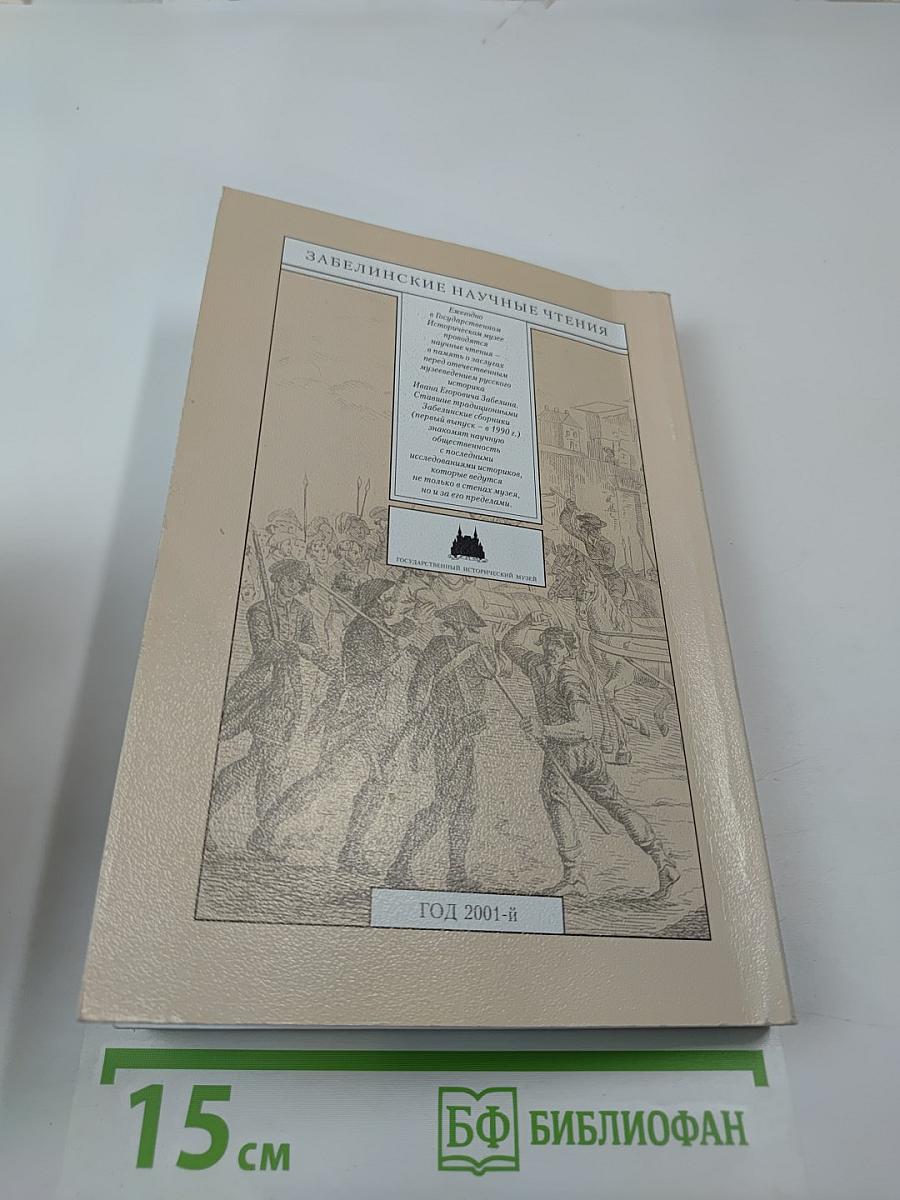 ЗАБЕЛИНСКИЕ НАУЧНЫЕ ЧТЕНИЯ
Ежегодно
в Государственном
Историческом музее
проводятся
научные чтения –
в память о заслугах
перед отечественным
музееведением русского
историка
Ивана Егоровича Забелина.
Ставшие традиционными
Забелинские сборники
(первый выпуск – в 1990 г.)
знакомят научную
общественность
с последними
исследованиями историков,
которые ведутся
не только в стенах музея,
но и за его пределами.
ГОСУДАРСТВЕННЫЙ ИСТОРИЧЕСКИЙ МУЗЕЙ
ГОД 2001-й
15 см
БФ БИБЛИОФАН